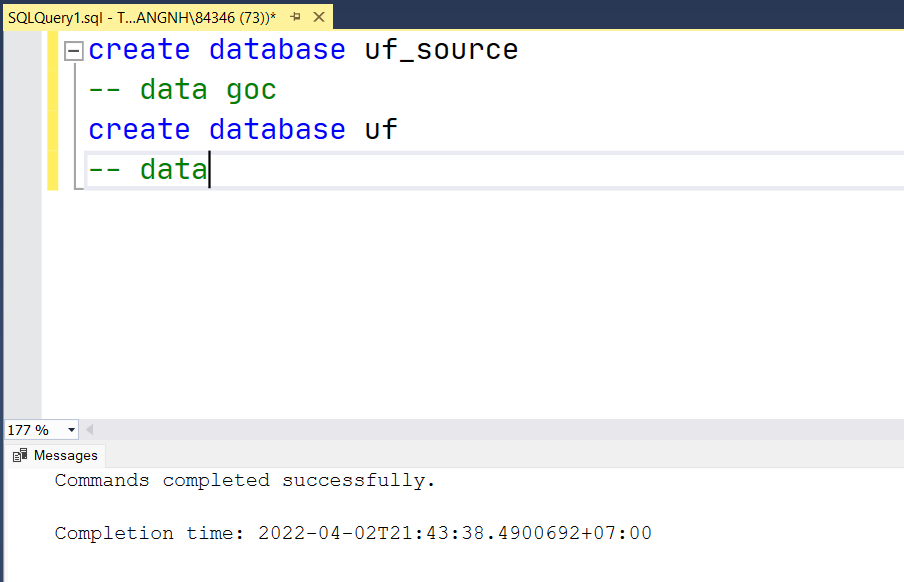 SQLQuery1.sql - T...ANGNH\84346 (73))*
create database uf_source
-- data goc
create database uf
-- data
177 %
Messages
Commands completed successfully.
Completion time: 2022-04-02T21:43:38.4900692+07:00